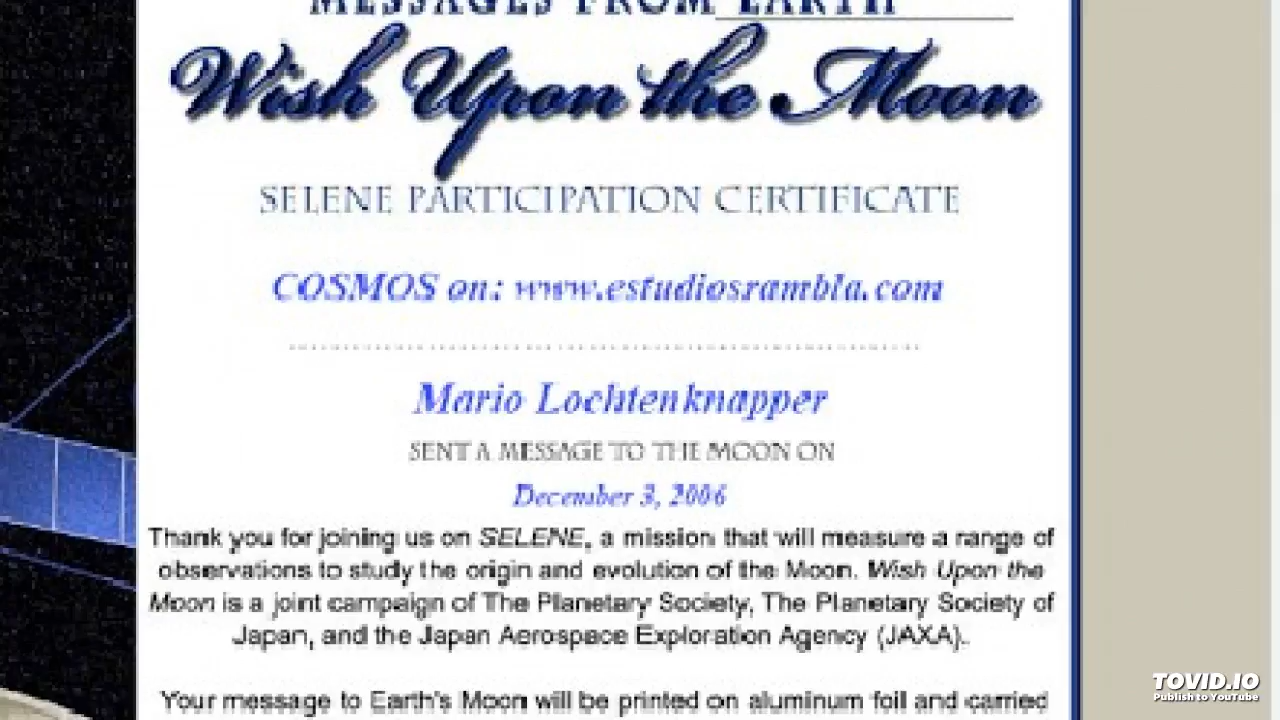 MESSAGES FROM EARTH
Wish Upon the Moon
SELENE PARTICIPATION CERTIFICATE
COSMOS on: www.estudiosrambla.com
Mario Lochtenknapper
SENT A MESSAGE TO THE MOON ON
December 3, 2006
Thank you for joining us on SELENE, a mission that will measure a range of
observations to study the origin and evolution of the Moon. Wish Upon the
Moon is a joint campaign of The Planetary Society, The Planetary Society of
Japan, and the Japan Aerospace Exploration Agency (JAXA).
Your message to Earth's Moon will be printed on aluminum foil and carried
TOVID.IO
Publish to YouTube